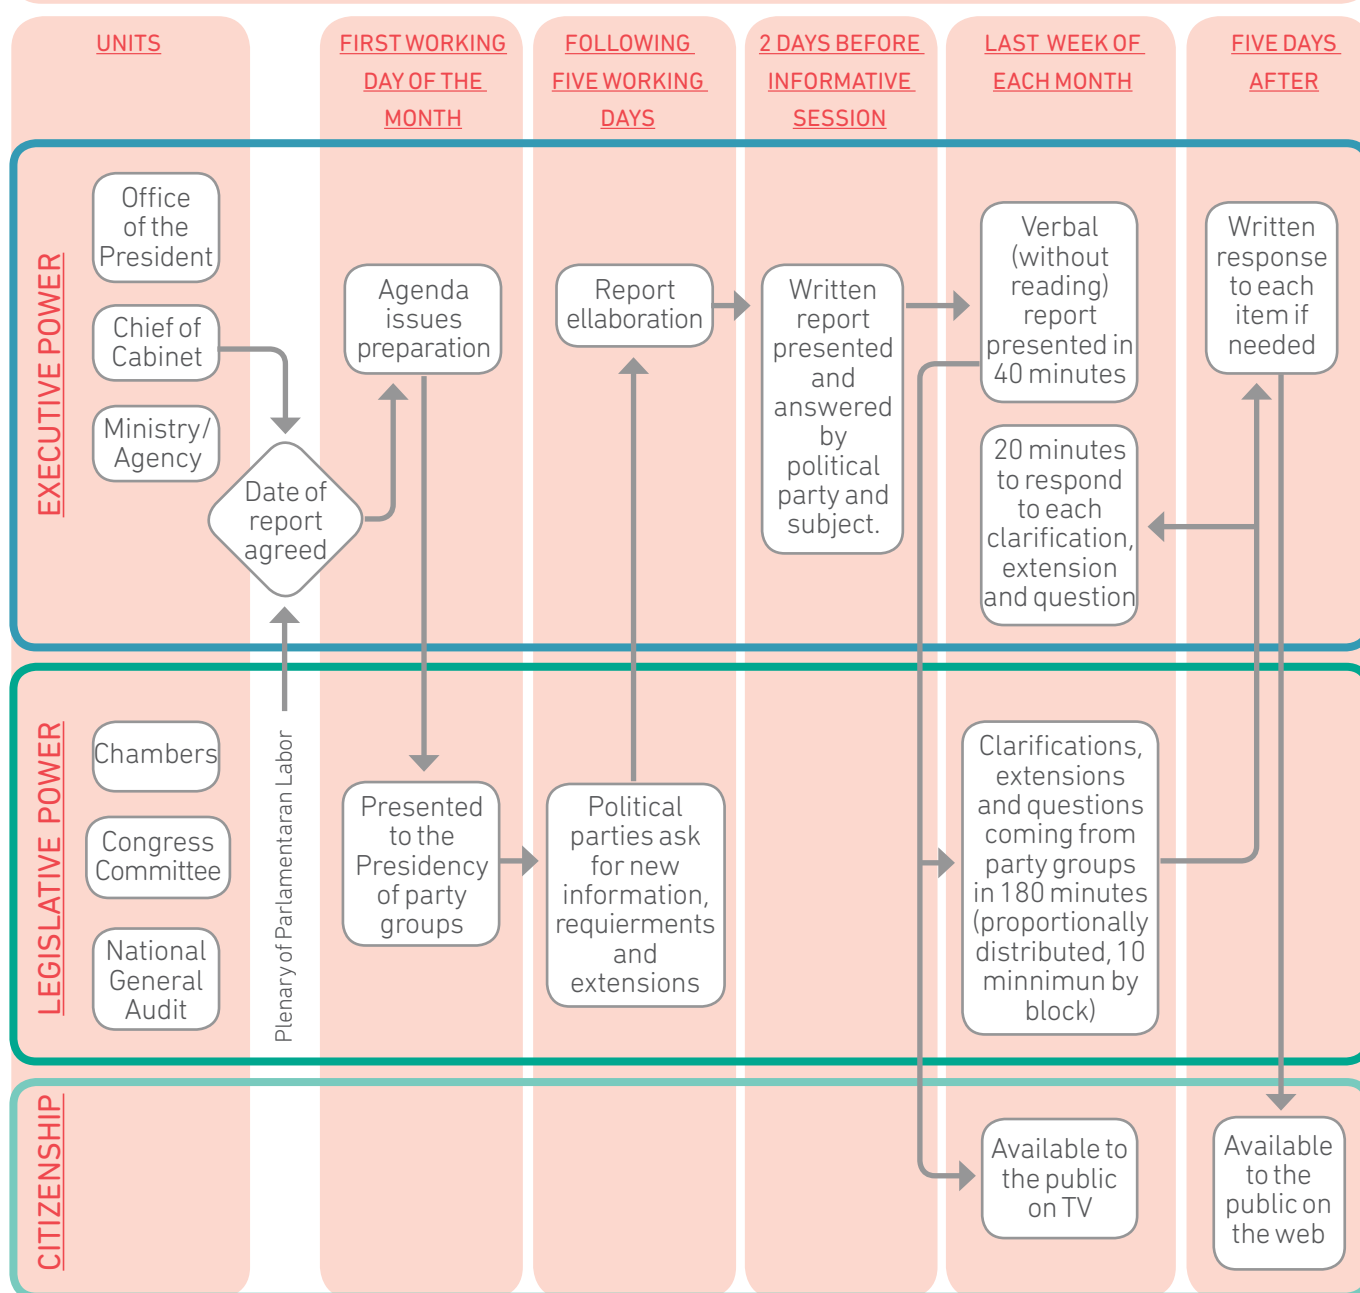 UNITS
FIRST WORKING
DAY OF THE
MONTH
FOLLOWING
FIVE WORKING
DAYS
2 DAYS BEFORE
INFORMATIVE
SESSION
LAST WEEK OF
EACH MONTH
FIVE DAYS
AFTER
EXECUTIVE POWER
Office
of the
President
Chief of
Cabinet
Ministry/
Agency
Date of
report
agreed
Agenda
issues
preparation
Report
ellaboration
Written
report
presented
and
answered
by
political
party and
subject.
Verbal
(without
reading)
report
presented in
40 minutes
20 minutes
to respond
to each
clarification,
extension
and question
Written
response
to each
item if
needed
LEGISLATIVE POWER
Chambers
Congress
Committee
National
General
Audit
Plenary of Parlamentaran Labor
Presented
to the
Presidency
of party
groups
Political
parties ask
for new
information,
requierments
and
extensions
Clarifications,
extensions
and questions
coming from
party groups
in 180 minutes
(proportionally
distributed, 10
minnimun by
block)
CITIZENSHIP
Available to
the public
on TV
Available
to the
public on
the web